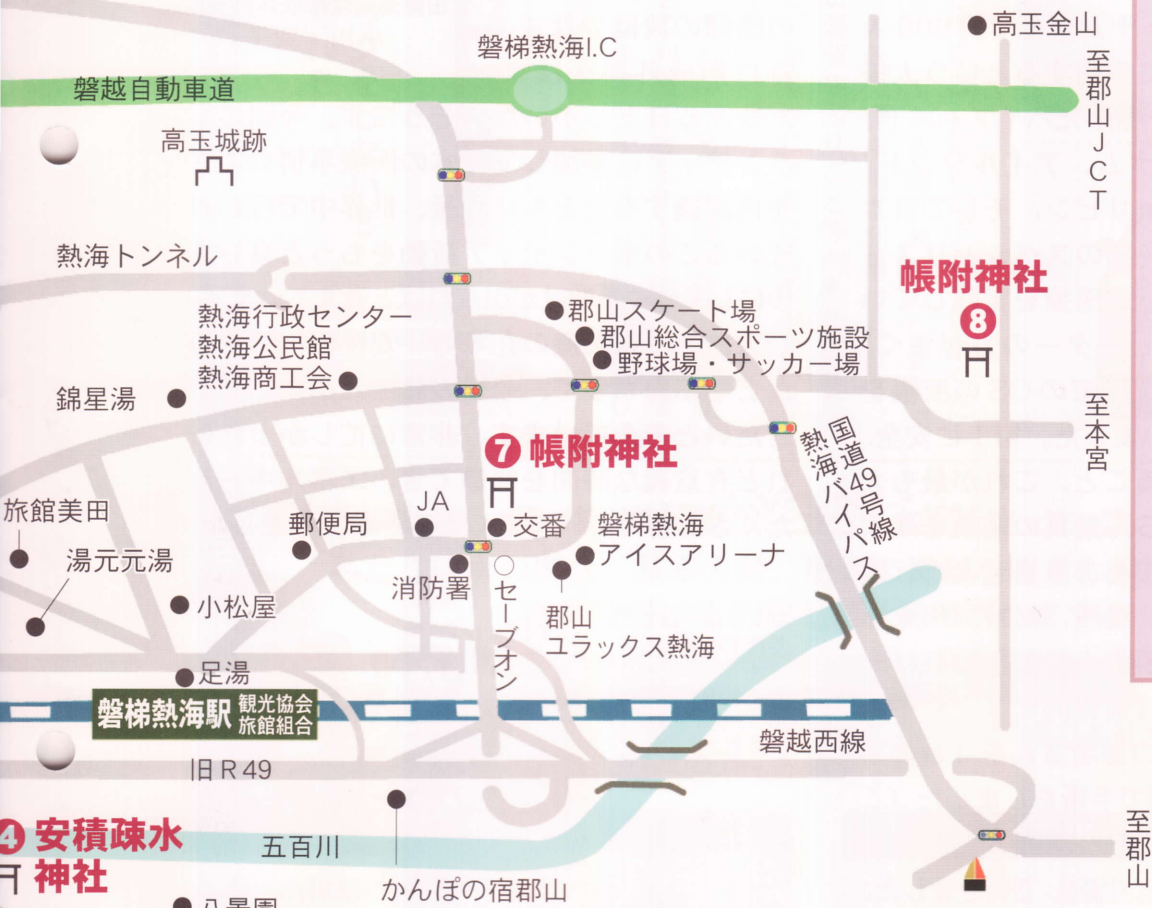 高玉金山
磐梯熱海I.C
至郡山JCT
磐越自動車道
高玉城跡
熱海トンネル
帳附神社
8
熱海行政センター
熱海公民館
熱海商工会
郡山スケート場
郡山総合スポーツ施設
野球場・サッカー場
錦星湯
至本宮
国道49号線
熱海バイパス
7 帳附神社
旅館美田
湯元元湯
郵便局
JA
交番
磐梯熱海
アイスアリーナ
消防署
セーブオン
小松屋
郡山
ユラックス熱海
足湯
磐梯熱海駅
観光協会
旅館組合
磐越西線
旧R49
4 安積疏水
神社
五百川
かんぽの宿郡山
至郡山
八景園